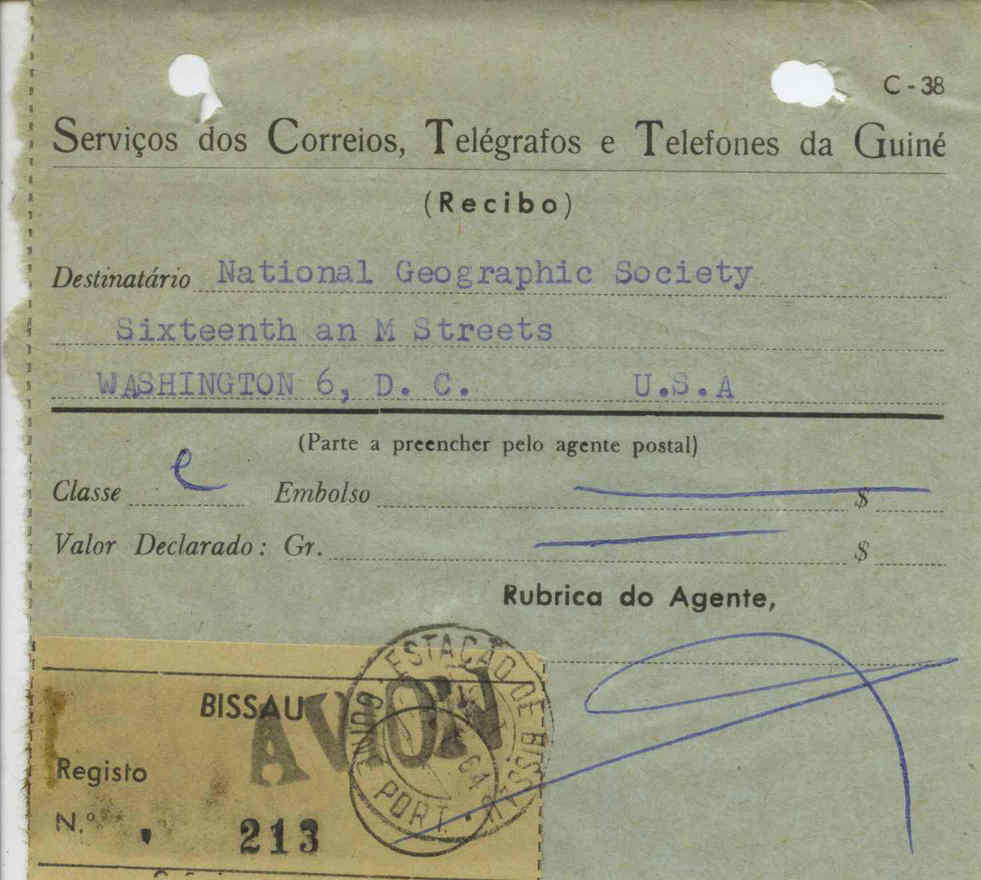 C - 38
Serviços dos Correios, Telégrafos e Telefones da Guiné
(Recibo)
Destinatário National Geographic Society
Sixteenth an M Streets
WASHINGTON 6, D. C. U.S.A
(Parte a preencher pelo agente postal)
Classe e Embolso $
Valor Declarado: Gr. $
Rubrica do Agente,
BISSAU
AVION
ESTAÇÃO DE BISSAU
GUINÉ PORT.
64
Registo
N.º 213